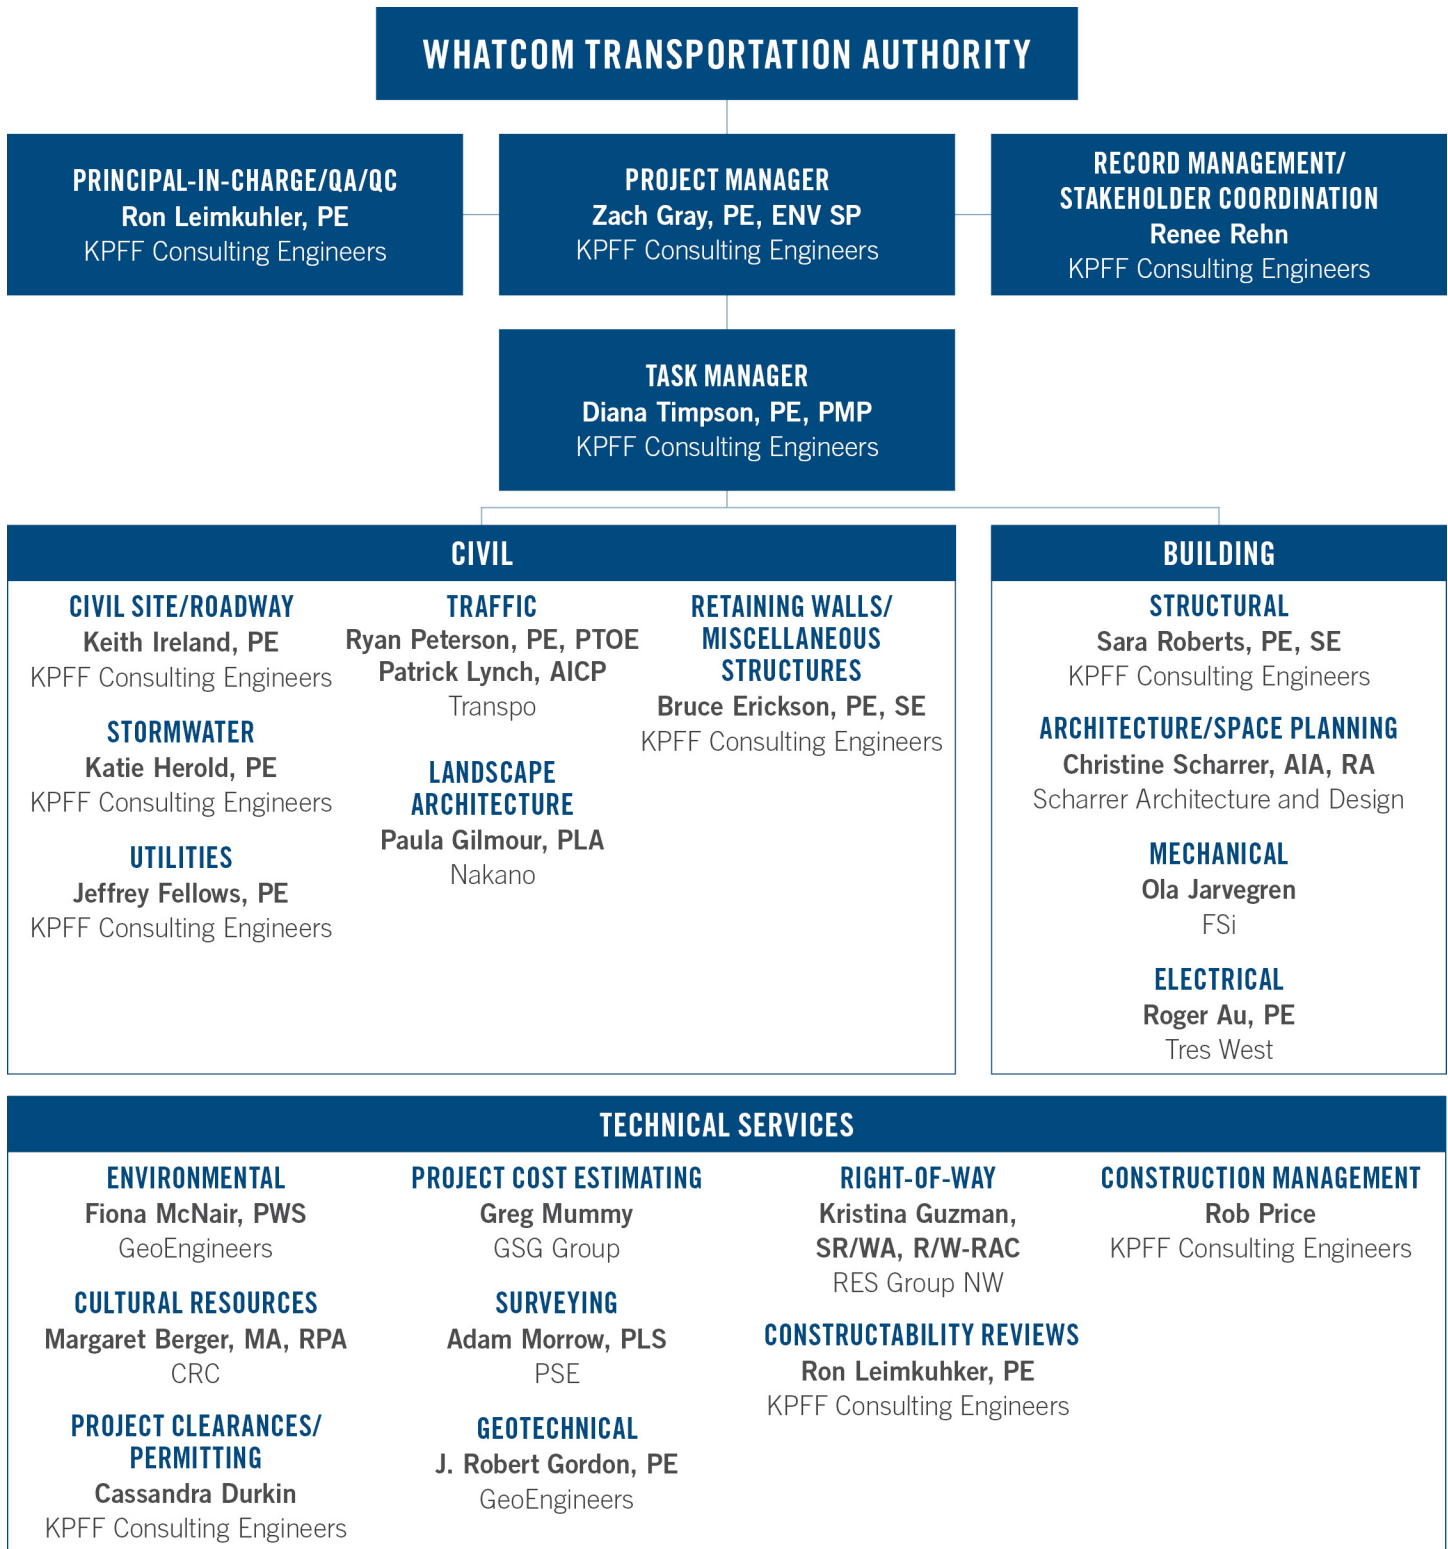 WHATCOM TRANSPORTATION AUTHORITY
PRINCIPAL-IN-CHARGE/QA/QC
Ron Leimkuhler, PE
KPFF Consulting Engineers
PROJECT MANAGER
Zach Gray, PE, ENV SP
KPFF Consulting Engineers
RECORD MANAGEMENT/
STAKEHOLDER COORDINATION
Renee Rehn
KPFF Consulting Engineers
TASK MANAGER
Diana Timpson, PE, PMP
KPFF Consulting Engineers
CIVIL
CIVIL SITE/ROADWAY
Keith Ireland, PE
KPFF Consulting Engineers
STORMWATER
Katie Herold, PE
KPFF Consulting Engineers
UTILITIES
Jeffrey Fellows, PE
KPFF Consulting Engineers
TRAFFIC
Ryan Peterson, PE, PTOE
Patrick Lynch, AICP
Transpo
LANDSCAPE
ARCHITECTURE
Paula Gilmour, PLA
Nakano
RETAINING WALLS/
MISCELLANEOUS
STRUCTURES
Bruce Erickson, PE, SE
KPFF Consulting Engineers
BUILDING
STRUCTURAL
Sara Roberts, PE, SE
KPFF Consulting Engineers
ARCHITECTURE/SPACE PLANNING
Christine Scharrer, AIA, RA
Scharrer Architecture and Design
MECHANICAL
Ola Jarvegren
FSi
ELECTRICAL
Roger Au, PE
Tres West
TECHNICAL SERVICES
ENVIRONMENTAL
Fiona McNair, PWS
GeoEngineers
CULTURAL RESOURCES
Margaret Berger, MA, RPA
CRC
PROJECT CLEARANCES/
PERMITTING
Cassandra Durkin
KPFF Consulting Engineers
PROJECT COST ESTIMATING
Greg Mummy
GSG Group
SURVEYING
Adam Morrow, PLS
PSE
GEOTECHNICAL
J. Robert Gordon, PE
GeoEngineers
RIGHT-OF-WAY
Kristina Guzman,
SR/WA, R/W-RAC
RES Group NW
CONSTRUCTABILITY REVIEWS
Ron Leimkuhker, PE
KPFF Consulting Engineers
CONSTRUCTION MANAGEMENT
Rob Price
KPFF Consulting Engineers